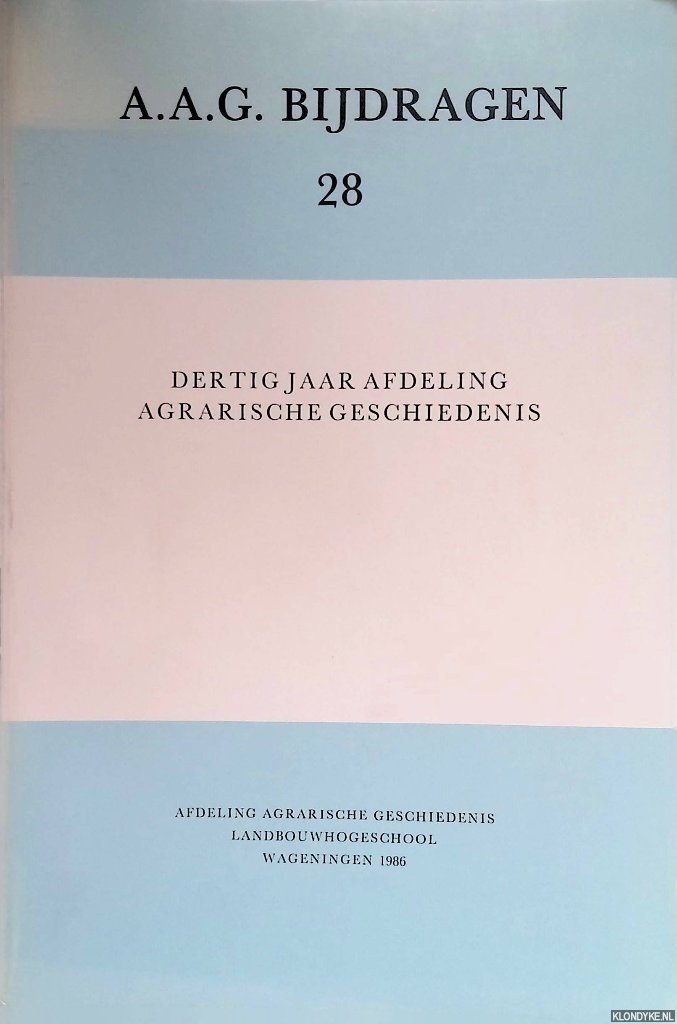 A.A.G. BIJDRAGEN
28
DERTIG JAAR AFDELING
AGRARISCHE GESCHIEDENIS
AFDELING AGRARISCHE GESCHIEDENIS
LANDBOUWHOGESCHOOL
WAGENINGEN 1986
KLONDYKE.NL